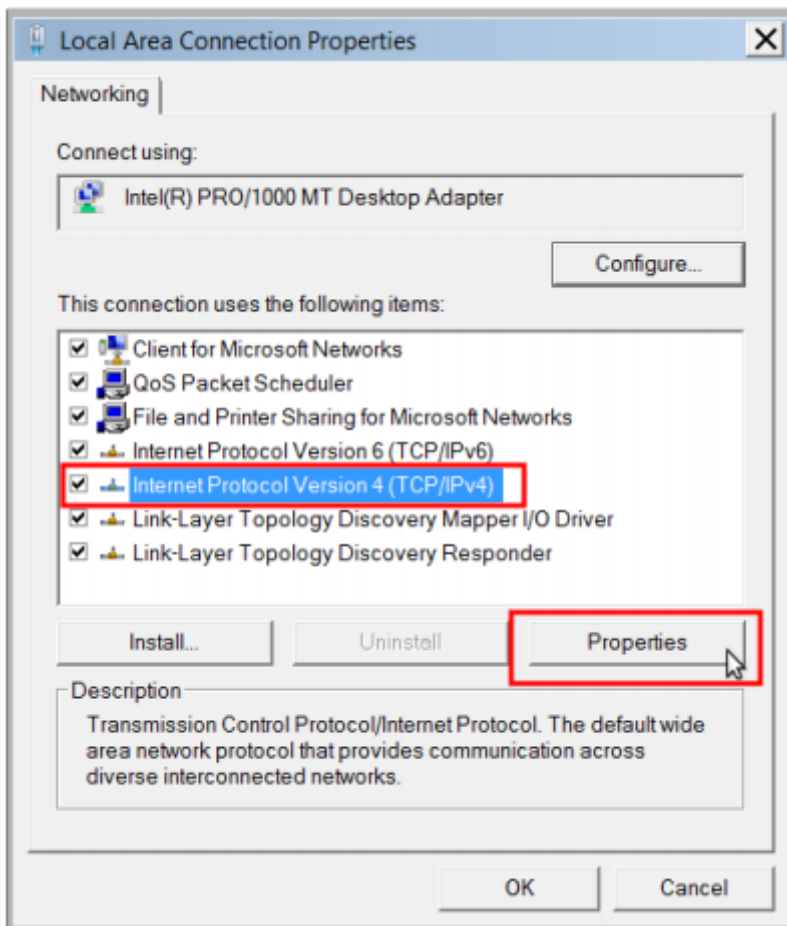 Local Area Connection Properties
Networking
Connect using:
Intel(R) PRO/1000 MT Desktop Adapter
Configure...
This connection uses the following items:
Client for Microsoft Networks
QoS Packet Scheduler
File and Printer Sharing for Microsoft Networks
Internet Protocol Version 6 (TCP/IPv6)
Internet Protocol Version 4 (TCP/IPv4)
Link-Layer Topology Discovery Mapper I/O Driver
Link-Layer Topology Discovery Responder
Install... Uninstall Properties
Description
Transmission Control Protocol/Internet Protocol. The default wide
area network protocol that provides communication across
diverse interconnected networks.
OK Cancel